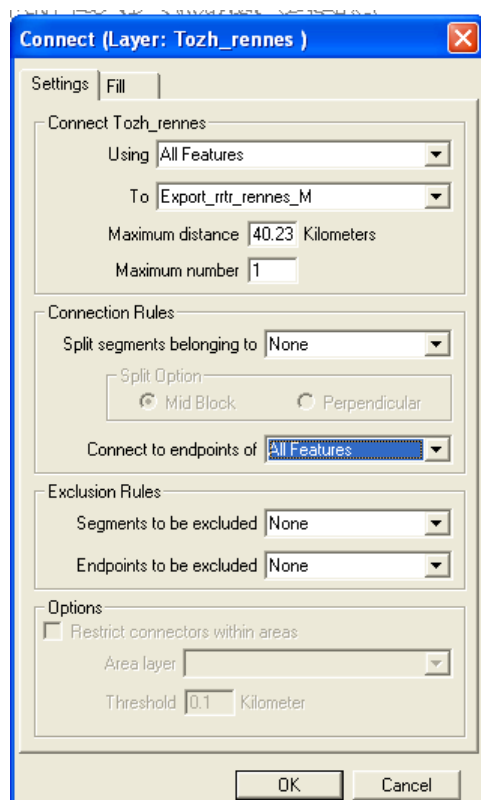 Connect (Layer: Tozh_rennes )
Settings Fill
Connect Tozh_rennes
Using All Features
To Export_rrtr_rennes_M
Maximum distance 40.23 Kilometers
Maximum number 1
Connection Rules
Split segments belonging to None
Split Option
Mid Block Perpendicular
Connect to endpoints of All Features
Exclusion Rules
Segments to be excluded None
Endpoints to be excluded None
Options
Restrict connectors within areas
Area layer
Threshold 0.1 Kilometer
OK Cancel